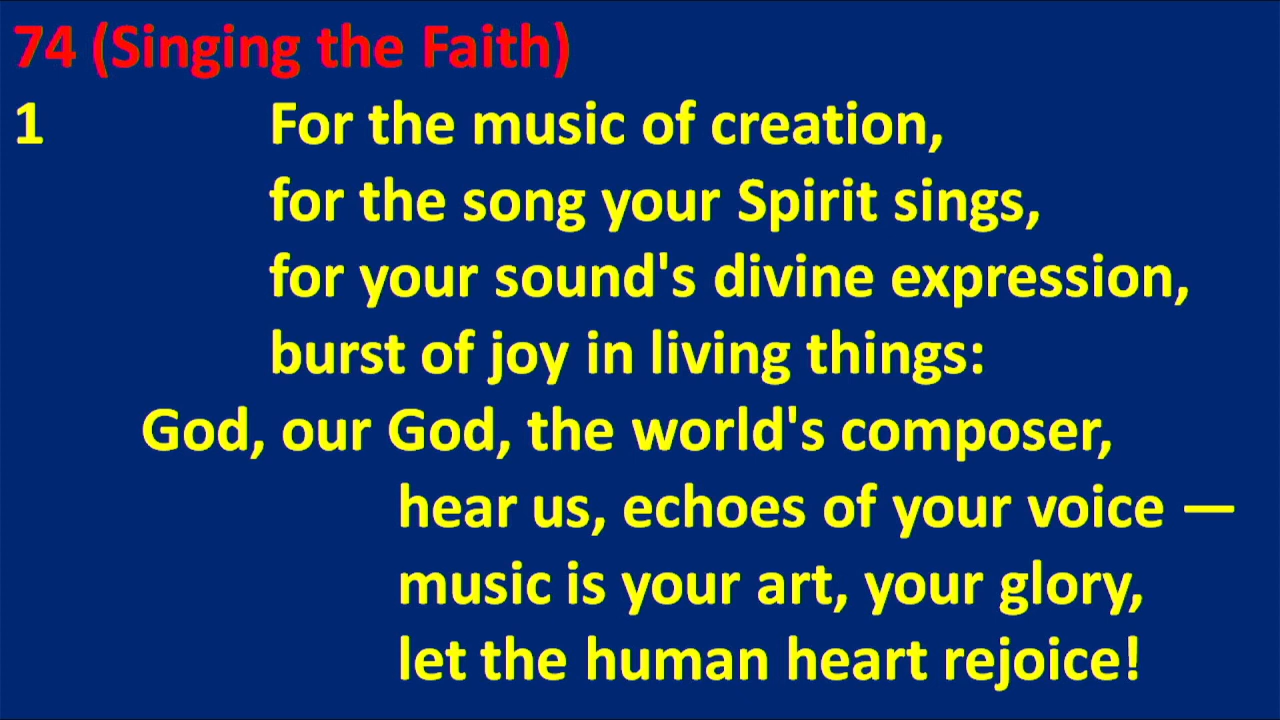 74 (Singing the Faith)
1 For the music of creation,
for the song your Spirit sings,
for your sound's divine expression,
burst of joy in living things:
God, our God, the world's composer,
hear us, echoes of your voice —
music is your art, your glory,
let the human heart rejoice!